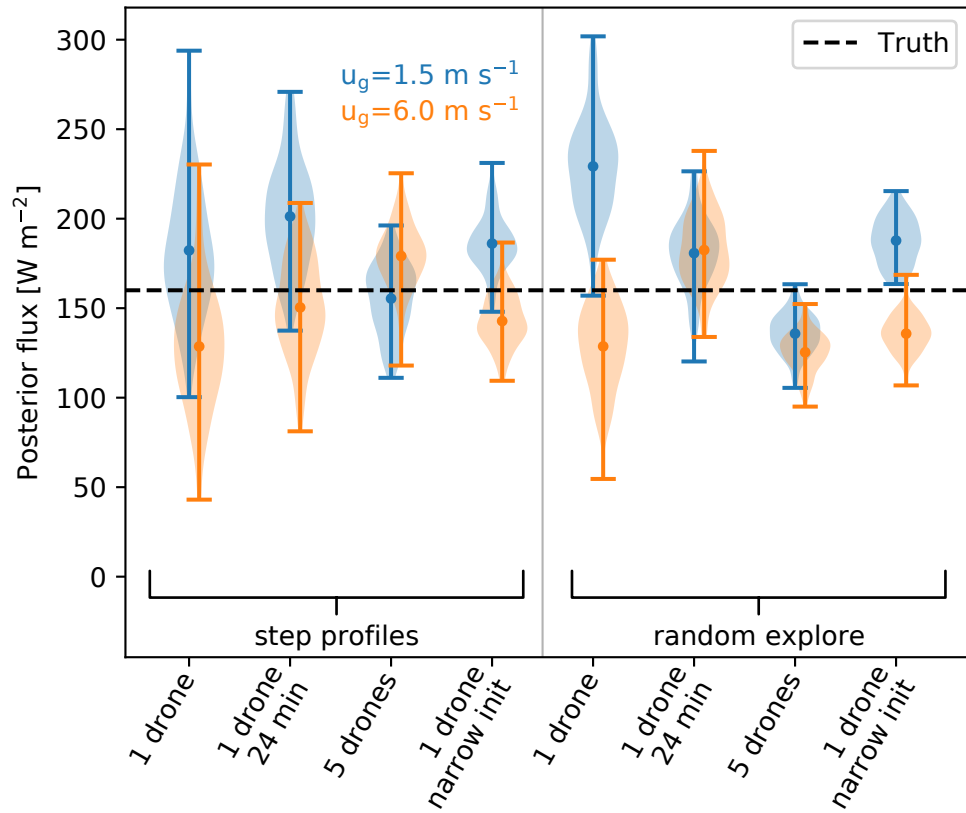 Truth
u_g=1.5 m s⁻¹
u_g=6.0 m s⁻¹
Posterior flux [W m⁻²]
300
250
200
150
100
50
0
step profiles
random explore
1 drone
1 drone
24 min
5 drones
1 drone
narrow init
1 drone
1 drone
24 min
5 drones
1 drone
narrow init